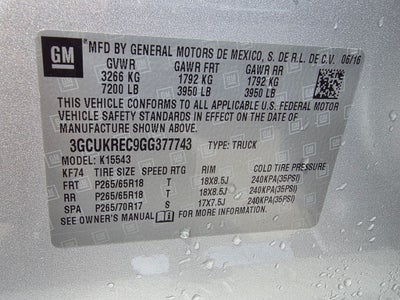 GM MFD BY GENERAL MOTORS DE MEXICO, S. DE R.L. DE C.V. 06/16
GVWR GAWR FRT GAWR RR
3266 KG 1792 KG 1792 KG
7200 LB 3950 LB 3950 LB
THIS VEHICLE CONFORMS TO ALL APPLICABLE U.S. FEDERAL MOTOR
VEHICLE SAFETY STANDARDS IN EFFECT ON THE DATE OF
MANUFACTURE SHOWN ABOVE.
3GCUKREC9GG377743 TYPE: TRUCK
MODEL: K15543
KF74 TIRE SIZE SPEED RTG RIM COLD TIRE PRESSURE
FRT P265/65R18 T 18X8.5J 240KPA(35PSI)
RR P265/65R18 T 18X8.5J 240KPA(35PSI)
SPA P265/70R17 S 17X7.5J 240KPA(35PSI)
SEE OWNER'S MANUAL FOR MORE INFORMATION.